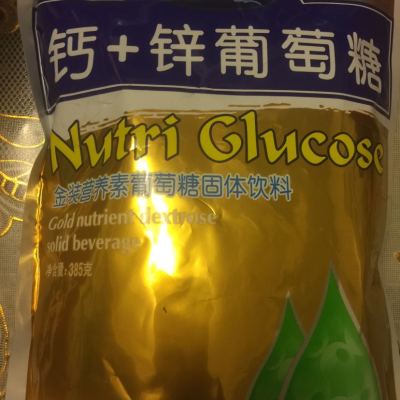 钙+锌葡萄糖
Nutri Glucose
金装营养素葡萄糖固体饮料
Gold nutrient dextrose
solid beverage
净含量:385克